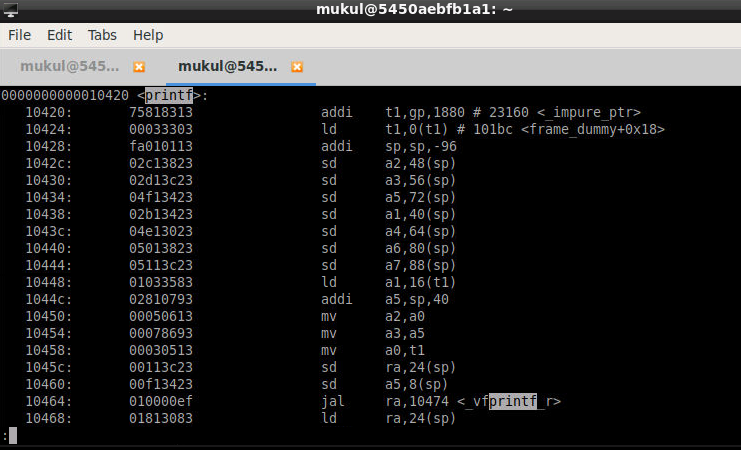 mukul@5450aebfb1a1: ~
File Edit Tabs Help
mukul@545... mukul@545...
0000000000010420 <printf>:
10420: 75818313 addi t1,gp,1880 # 23160 <_impure_ptr>
10424: 00033303 ld t1,0(t1) # 101bc <frame_dummy+0x18>
10428: fa010113 addi sp,sp,-96
1042c: 02c13823 sd a2,48(sp)
10430: 02d13c23 sd a3,56(sp)
10434: 04f13423 sd a5,72(sp)
10438: 02b13423 sd a1,40(sp)
1043c: 04e13023 sd a4,64(sp)
10440: 05013823 sd a6,80(sp)
10444: 05113c23 sd a7,88(sp)
10448: 01033583 ld a1,16(t1)
1044c: 02810793 addi a5,sp,40
10450: 00050613 mv a2,a0
10454: 00078693 mv a3,a5
10458: 00030513 mv a0,t1
1045c: 00113c23 sd ra,24(sp)
10460: 00f13423 sd a5,8(sp)
10464: 010000ef jal ra,10474 <_vfprintf_r>
10468: 01813083 ld ra,24(sp)
: